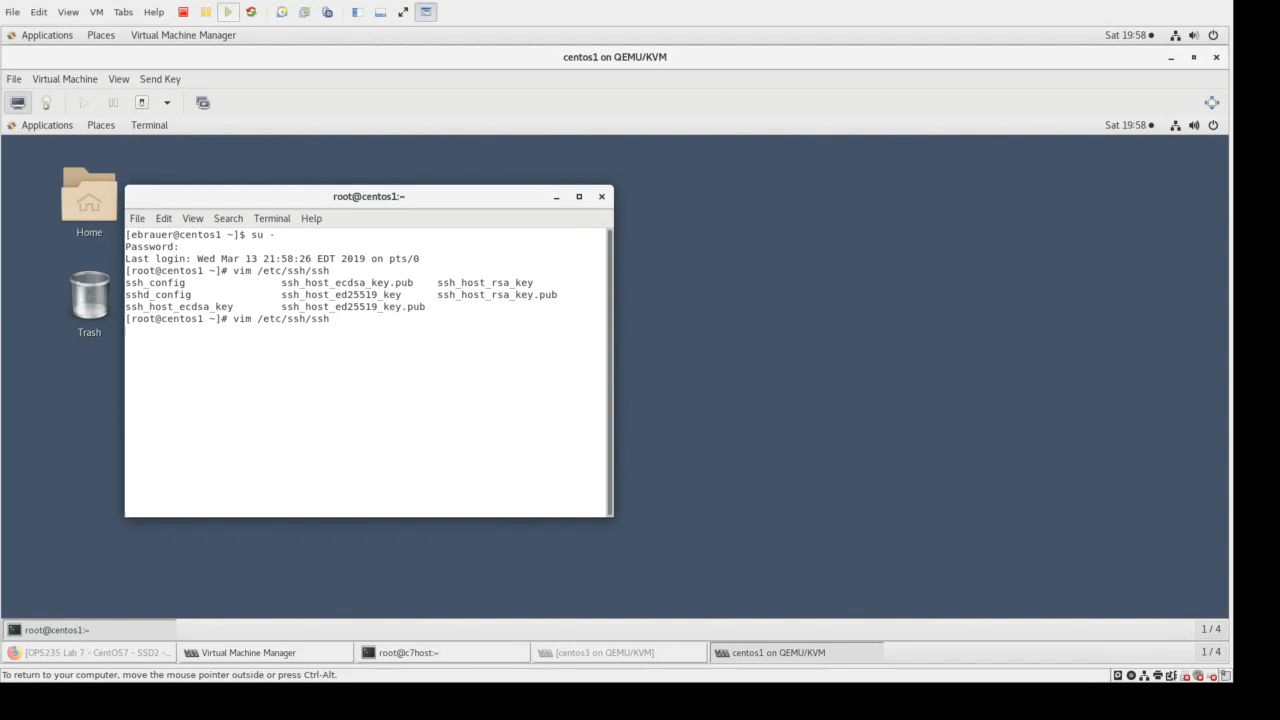 File Edit View VM Tabs Help
Applications Places Virtual Machine Manager Sat 19:58
centos1 on QEMU/KVM
File Virtual Machine View Send Key
Applications Places Terminal Sat 19:58
Home
Trash
root@centos1:~
File Edit View Search Terminal Help
[ebrauer@centos1 ~]$ su -
Password:
Last login: Wed Mar 13 21:58:26 EDT 2019 on pts/0
[root@centos1 ~]# vim /etc/ssh/ssh
ssh_config ssh_host_ecdsa_key.pub ssh_host_rsa_key
sshd_config ssh_host_ed25519_key ssh_host_rsa_key.pub
ssh_host_ecdsa_key ssh_host_ed25519_key.pub
[root@centos1 ~]# vim /etc/ssh/ssh
root@centos1:~ 1 / 4
[OPS235 Lab 7 - CentOS7 - SSD2 -... Virtual Machine Manager root@c7host:~ [centos3 on QEMU/KVM] centos1 on QEMU/KVM 1 / 4
To return to your computer, move the mouse pointer outside or press Ctrl-Alt.